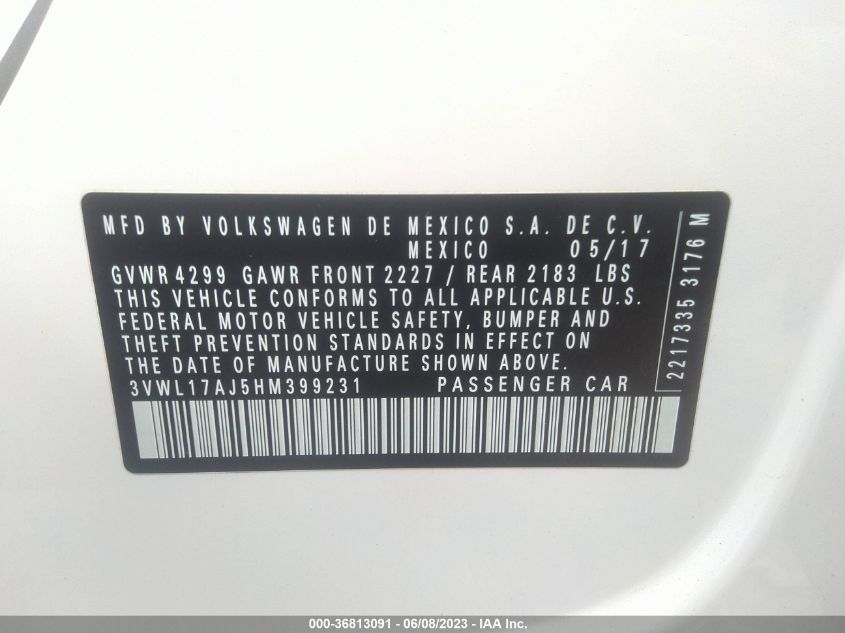 MFD BY VOLKSWAGEN DE MEXICO S.A. DE C.V.
MEXICO 05/17
GVWR 4299 GAWR FRONT 2227 / REAR 2183 LBS
THIS VEHICLE CONFORMS TO ALL APPLICABLE U.S.
FEDERAL MOTOR VEHICLE SAFETY, BUMPER AND
THEFT PREVENTION STANDARDS IN EFFECT ON
THE DATE OF MANUFACTURE SHOWN ABOVE.
3VWL17AJ5HM399231 PASSENGER CAR
2217335 3176 M
000-36813091 - 06/08/2023 - IAA Inc.